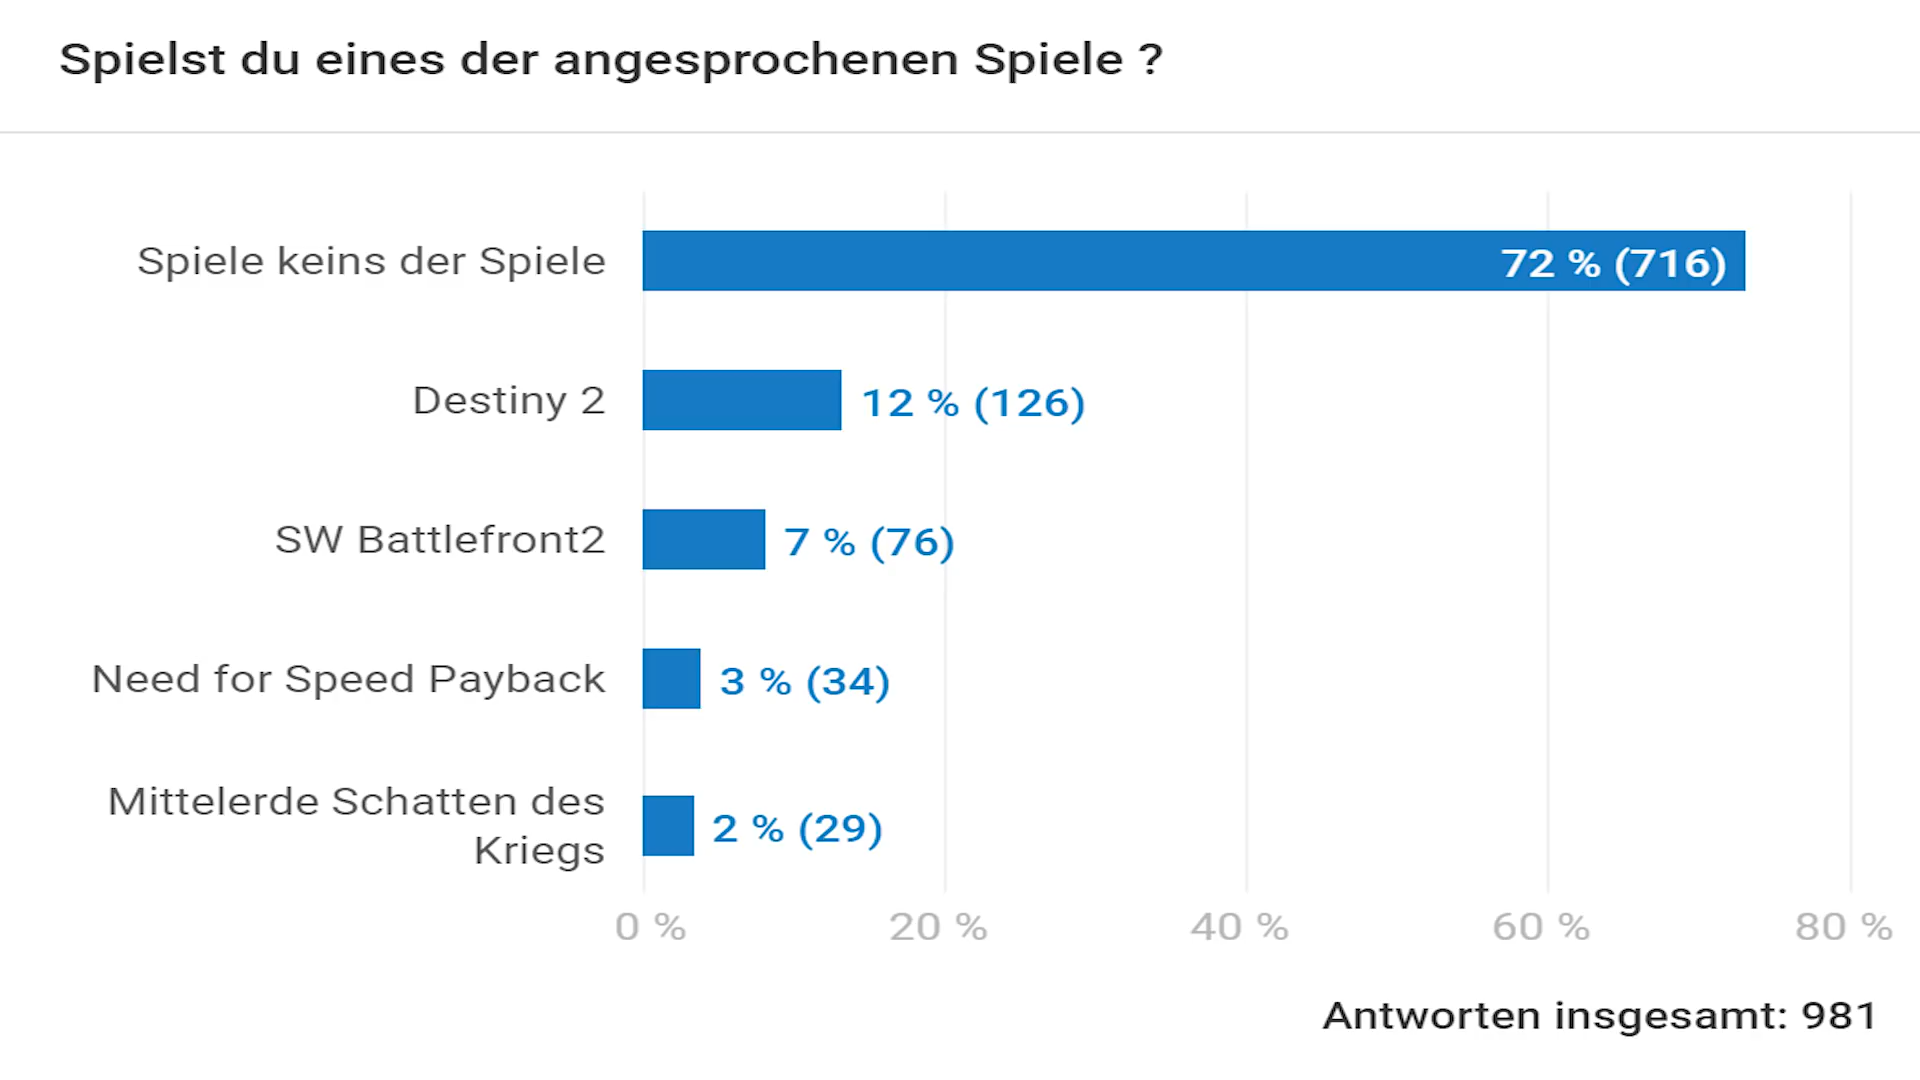 Spielst du eines der angesprochenen Spiele ?
Spiele keins der Spiele
72 % (716)
Destiny 2
12 % (126)
SW Battlefront2
7 % (76)
Need for Speed Payback
3 % (34)
Mittelerde Schatten des
Kriegs
2 % (29)
0 %
20 %
40 %
60 %
80 %
Antworten insgesamt: 981